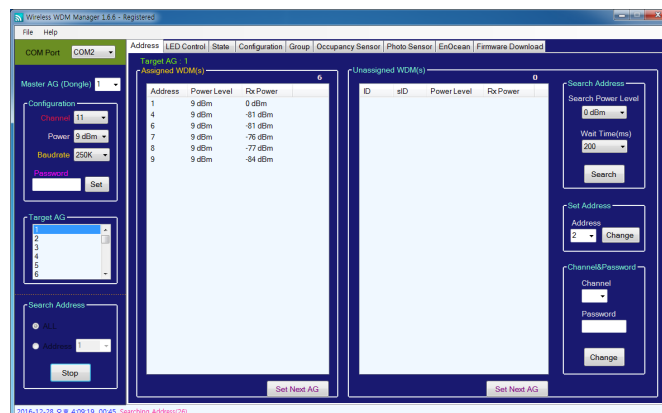 Wireless WDM Manager 1.6.6 - Registered
File Help
COM Port COM2
Address LED Control State Configuration Group Occupancy Sensor Photo Sensor EnOcean Firmware Download
Target AG : 1
Master AG (Dongle) 1
Configuration
Channel 11
Power 9 dBm
Baudrate 250K
Password
Set
Target AG
1
2
3
4
5
6
Search Address
ALL
Address 1
Stop
Assigned WDM(s)
6
Address Power Level Rx Power
1 9 dBm 0 dBm
4 9 dBm -81 dBm
6 9 dBm -81 dBm
7 9 dBm -76 dBm
8 9 dBm -77 dBm
9 9 dBm -84 dBm
Set Next AG
Unassigned WDM(s)
0
ID sID Power Level Rx Power
Set Next AG
Search Address
Search Power Level
0 dBm
Wait Time(ms)
200
Search
Set Address
Address
2 Change
Channel&Password
Channel
Password
Change
2016-12-28 오후 4:09:19 00:45 Searching Address(26)